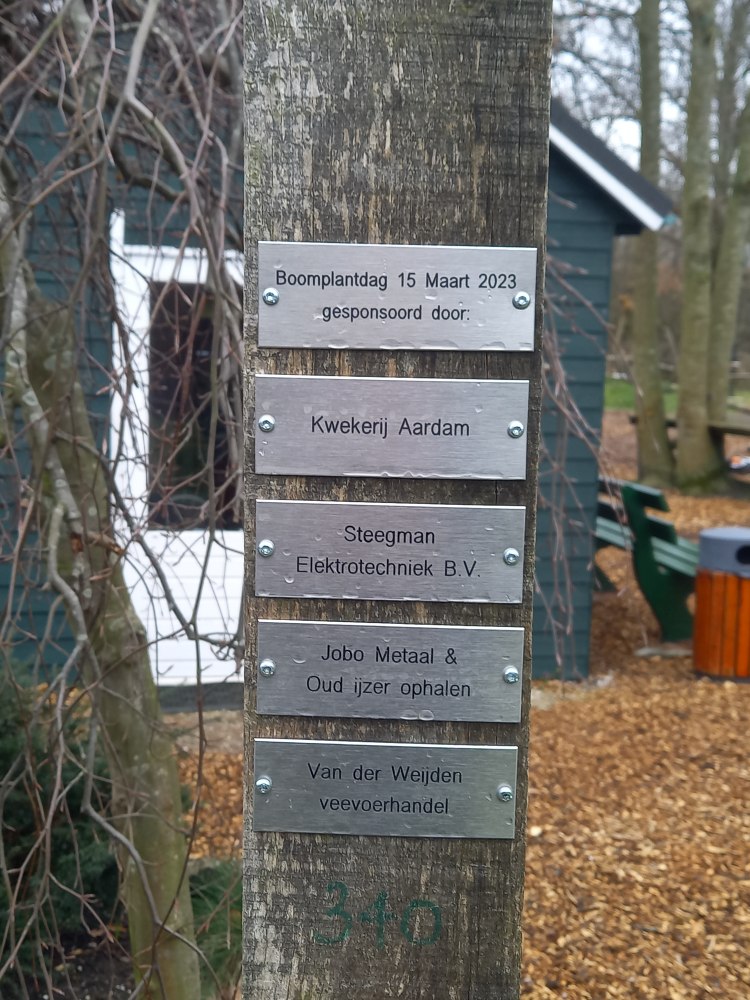 Boomplantdag 15 Maart 2023
gesponsoord door:
Kwekerij Aardam
Steegman
Elektrotechniek B.V.
Jobo Metaal &
Oud ijzer ophalen
Van der Weijden
veevoerhandel
340